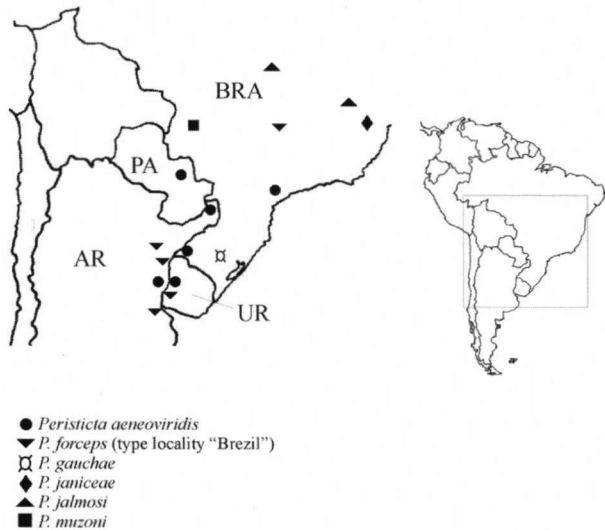 BRA
PA
AR
UR
Peristicta aeneoviridis
P. forceps (type locality "Brezil")
P. gauchae
P. janiceae
P. jalmosi
P. muzoni